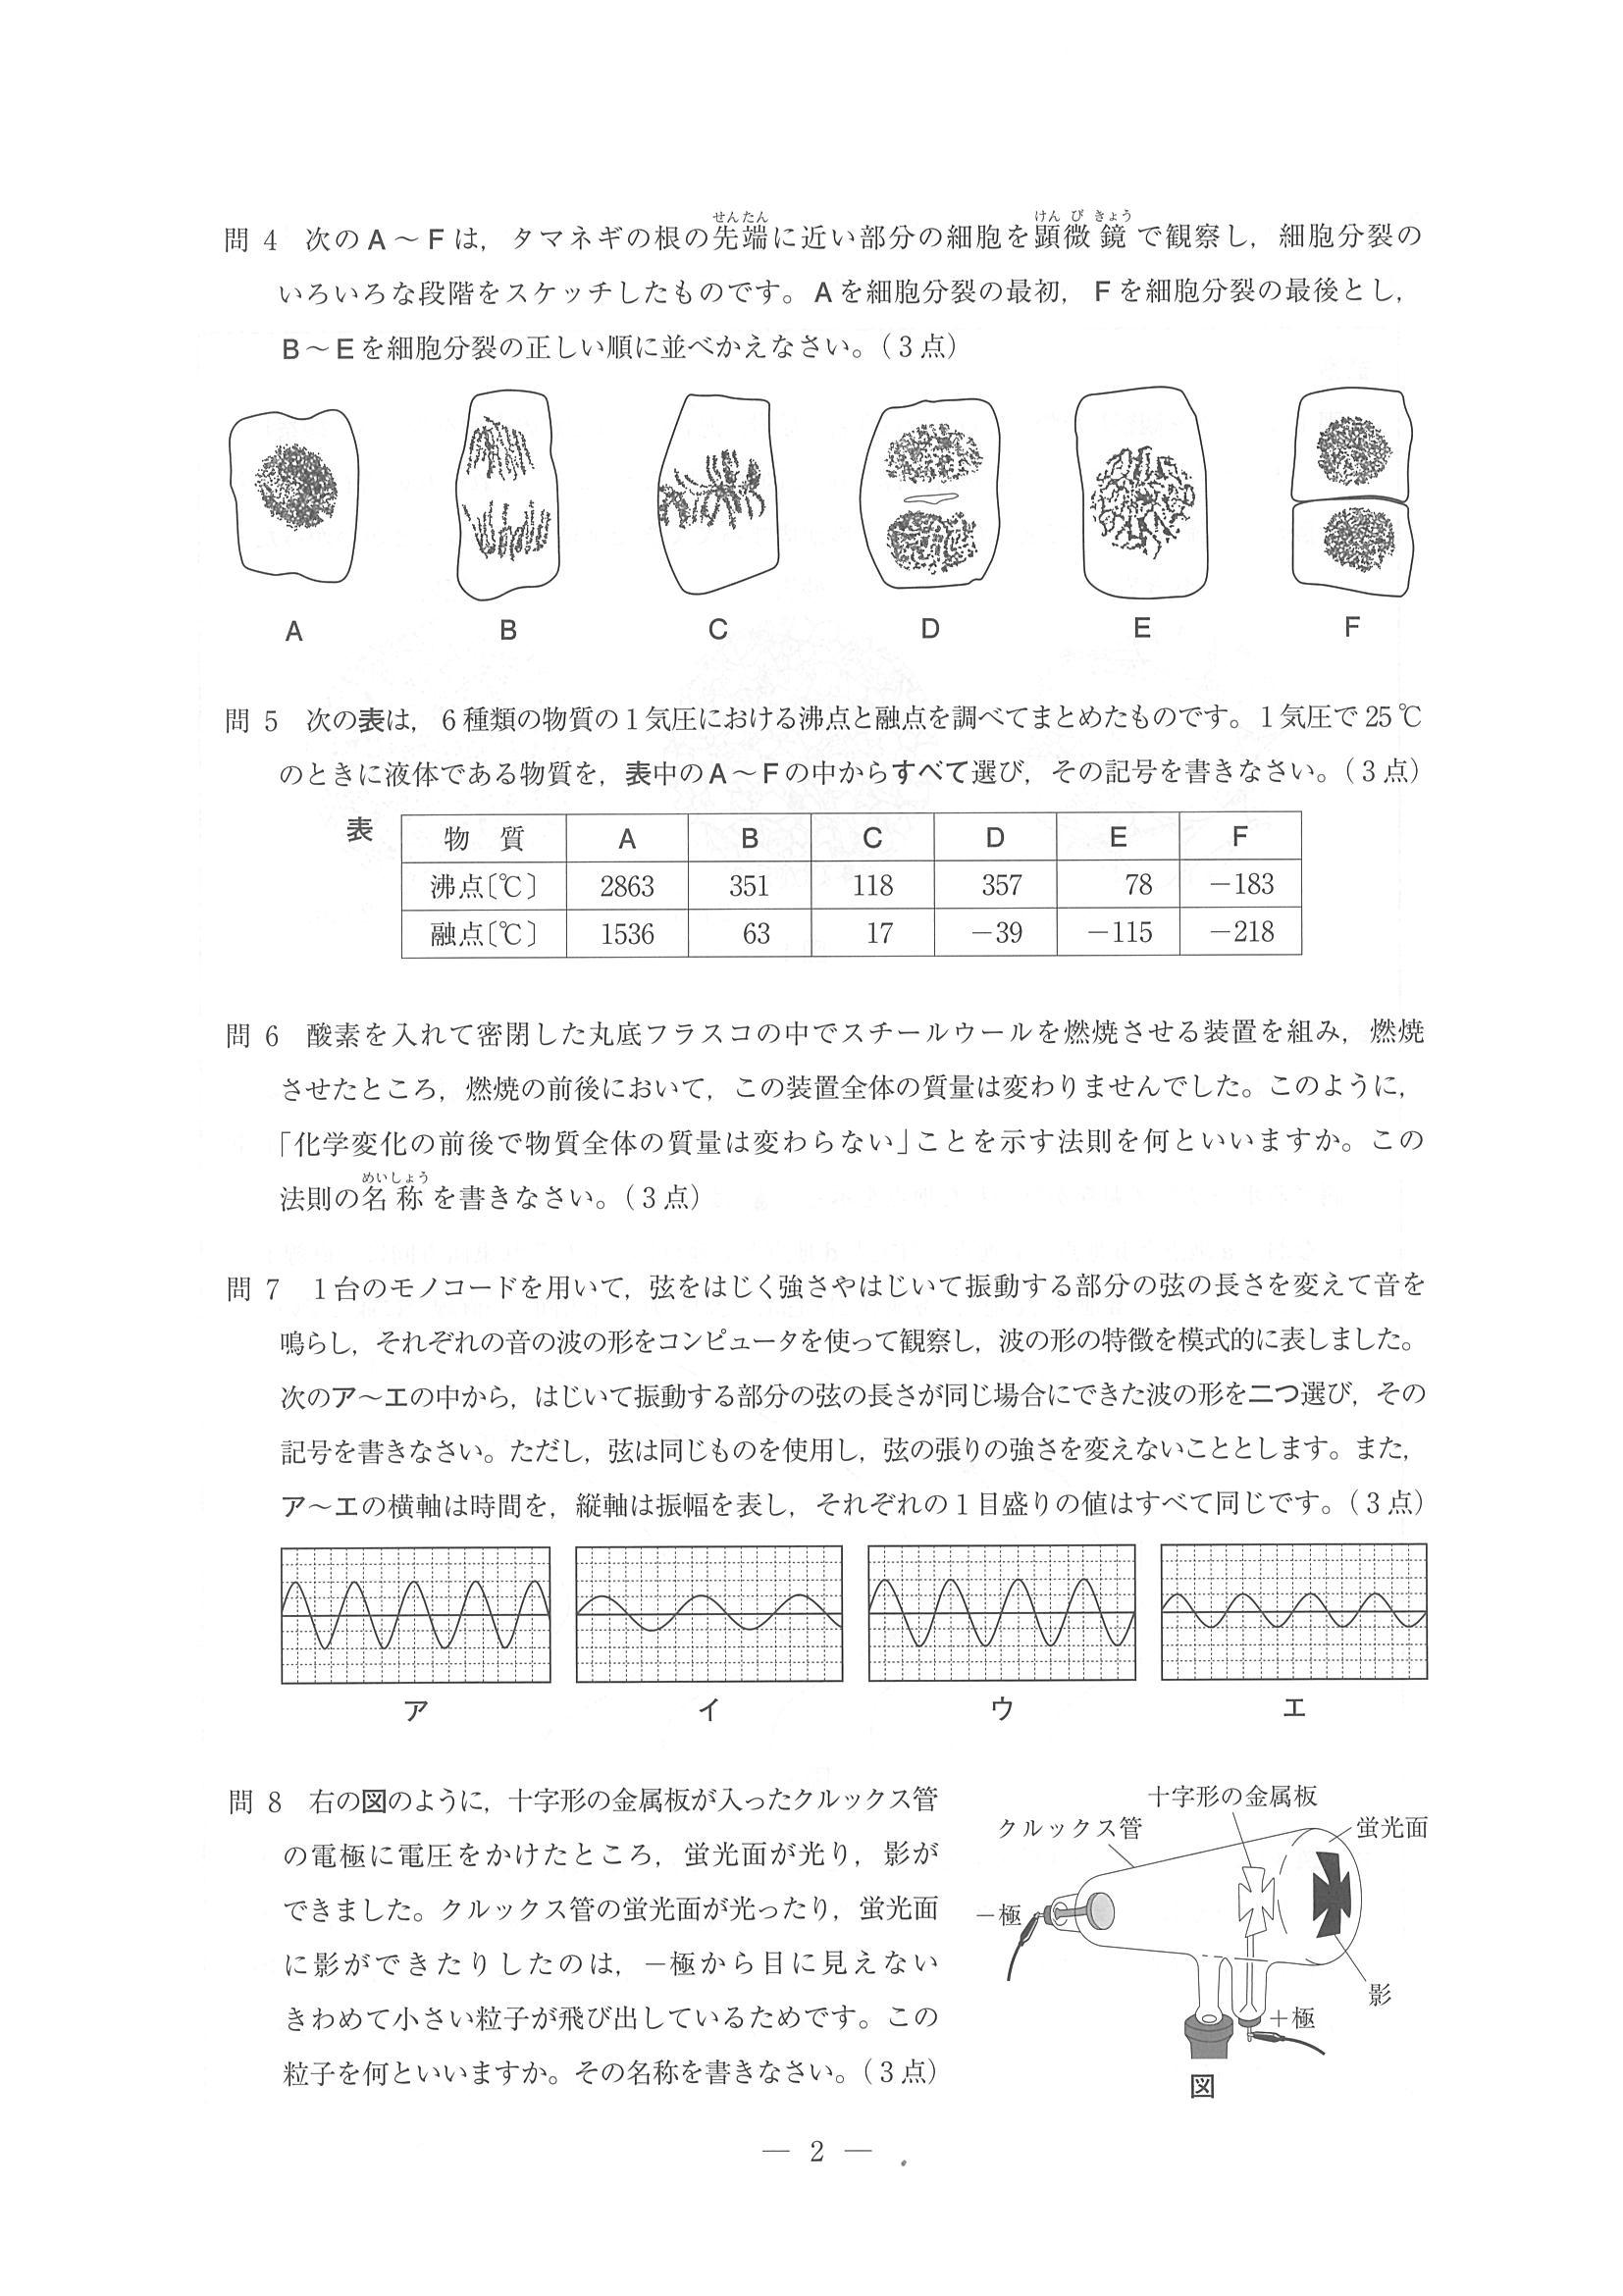 問 4　次のA～Fは，タマネギの根の先端に近い部分の細胞を顕微鏡で観察し，細胞分裂の
せんたん
けんびきょう
いろいろな段階をスケッチしたものです。Aを細胞分裂の最初，Fを細胞分裂の最後とし，
B～Eを細胞分裂の正しい順に並べかえなさい。（3点）
A　B　C　D　E　F
問 5　次の表は，6種類の物質の1気圧における沸点と融点を調べてまとめたものです。1気圧で25℃
のときに液体である物質を，表中のA～Fの中からすべて選び，その記号を書きなさい。（3点）
表
物　質　A　B　C　D　E　F
沸点〔℃〕　2863　351　118　357　78　－183
融点〔℃〕　1536　63　17　－39　－115　－218
問 6　酸素を入れて密閉した丸底フラスコの中でスチールウールを燃焼させる装置を組み，燃焼
させたところ，燃焼の前後において，この装置全体の質量は変わりませんでした。このように，
「化学変化の前後で物質全体の質量は変わらない」ことを示す法則を何といいますか。この
めいしょう
法則の名称を書きなさい。（3点）
問 7　1台のモノコードを用いて，弦をはじく強さやはじいて振動する部分の弦の長さを変えて音を
鳴らし，それぞれの音の波の形をコンピュータを使って観察し，波の形の特徴を模式的に表しました。
次のア～エの中から，はじいて振動する部分の弦の長さが同じ場合にできた波の形を二つ選び，その
記号を書きなさい。ただし，弦は同じものを使用し，弦の張りの強さを変えないこととします。また，
ア～エの横軸は時間を，縦軸は振幅を表し，それぞれの1目盛りの値はすべて同じです。（3点）
ア　イ　ウ　エ
問 8　右の図のように，十字形の金属板が入ったクルックス管
の電極に電圧をかけたところ，蛍光面が光り，影が
できました。クルックス管の蛍光面が光ったり，蛍光面
に影ができたりしたのは，－極から目に見えない
きわめて小さい粒子が飛び出しているためです。この
粒子を何といいますか。その名称を書きなさい。（3点）
十字形の金属板
クルックス管
蛍光面
－極
影
＋極
図
― 2 ―